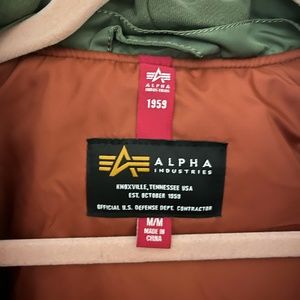 ALPHA
INDUSTRIES
1959
ALPHA
INDUSTRIES
KNOXVILLE, TENNESSEE USA
EST. OCTOBER 1959
OFFICIAL U.S. DEFENSE DEPT. CONTRACTOR
M/M
MADE IN
CHINA